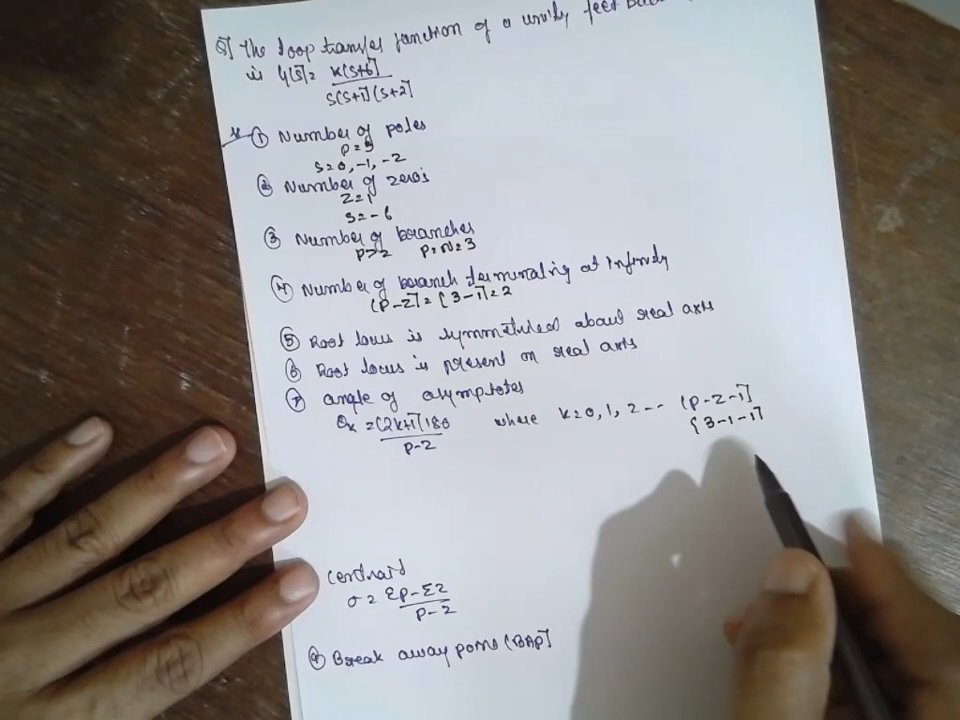 Q] The loop transfer function of a unity feed back
is G(S)= K(S+6]
S(S+1](S+2]
① Number of poles
P=3
S=0, -1, -2
② Number of zero's
Z=1
S=-6
③ Number of branches
P>Z P=N=3
④ Number of branch terminating at infinity
(P-Z]=[3-1]=2
⑤ Root locus is symmetrical about real axis
⑥ Root locus is present on real axis
⑦ angle of asymptotes
θk = (2k+1]180 where k=0, 1, 2 -- (P-Z-1]
P-Z [3-1-1]
Centroid
σ = ΣP-ΣZ
P-Z
Break away point (BAP]